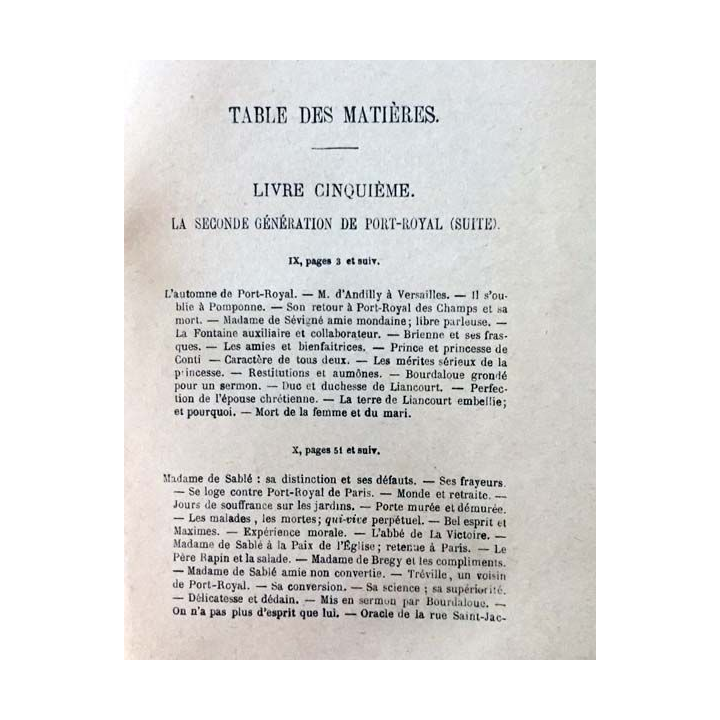 TABLE DES MATIÈRES.
LIVRE CINQUIÈME.
LA SECONDE GÉNÉRATION DE PORT-ROYAL (SUITE).
IX, pages 3 et suiv.
L'automne de Port-Royal. — M. d'Andilly à Versailles. — Il s'ou-
blie à Pomponne. — Son retour à Port-Royal des Champs et sa
mort. — Madame de Sévigné amie mondaine; libre parleuse. —
La Fontaine auxiliaire et collaborateur. — Brienne et ses fras-
ques. — Les amies et bienfaitrices. — Prince et princesse de
Conti — Caractère de tous deux. — Les mérites sérieux de la
princesse. — Restitutions et aumônes. — Bourdaloue grondé
pour un sermon. — Duc et duchesse de Liancourt. — Perfec-
tion de l'épouse chrétienne. — La terre de Liancourt embellie;
et pourquoi. — Mort de la femme et du mari.
X, pages 51 et suiv.
Madame de Sablé : sa distinction et ses défauts. — Ses frayeurs.
— Se loge contre Port-Royal de Paris. — Monde et retraite. —
Jours de souffrance sur les jardins. — Porte murée et démurée.
— Les malades, les mortes; qui-vive perpétuel. — Bel esprit et
Maximes. — Expérience morale. — L'abbé de La Victoire. —
Madame de Sablé à la Paix de l'Église; retenue à Paris. — Le
Père Rapin et la salade. — Madame de Bregy et les compliments.
— Madame de Sablé amie non convertie. — Tréville, un voisin
de Port-Royal. — Sa conversion. — Sa science; sa supériorité.
— Délicatesse et dédain. — Mis en sermon par Bourdaloue. —
On n'a pas plus d'esprit que lui. — Oracle de la rue Saint-Jac-